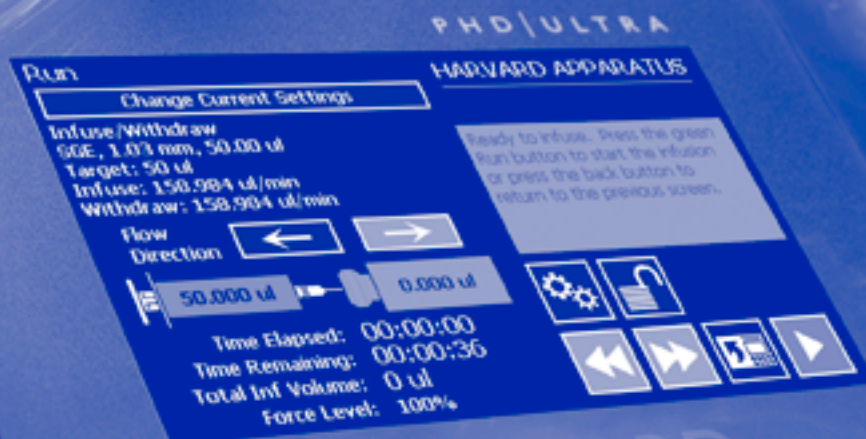 PHD|ULTRA
Run
HARVARD APPARATUS
Change Current Settings
Infuse/Withdraw
SGE, 1.03 mm, 50.00 ul
Target: 50 ul
Infuse: 150.984 ul/min
Withdraw: 158.984 ul/min
Ready to infuse. Press the green
Run button to start the infusion
or press the back button to
return to the previous screen.
Flow
Direction
50.000 ul
0.000 ul
Time Elapsed: 00:00:00
Time Remaining: 00:00:36
Total Inf Volume: 0 ul
Force Level: 100%